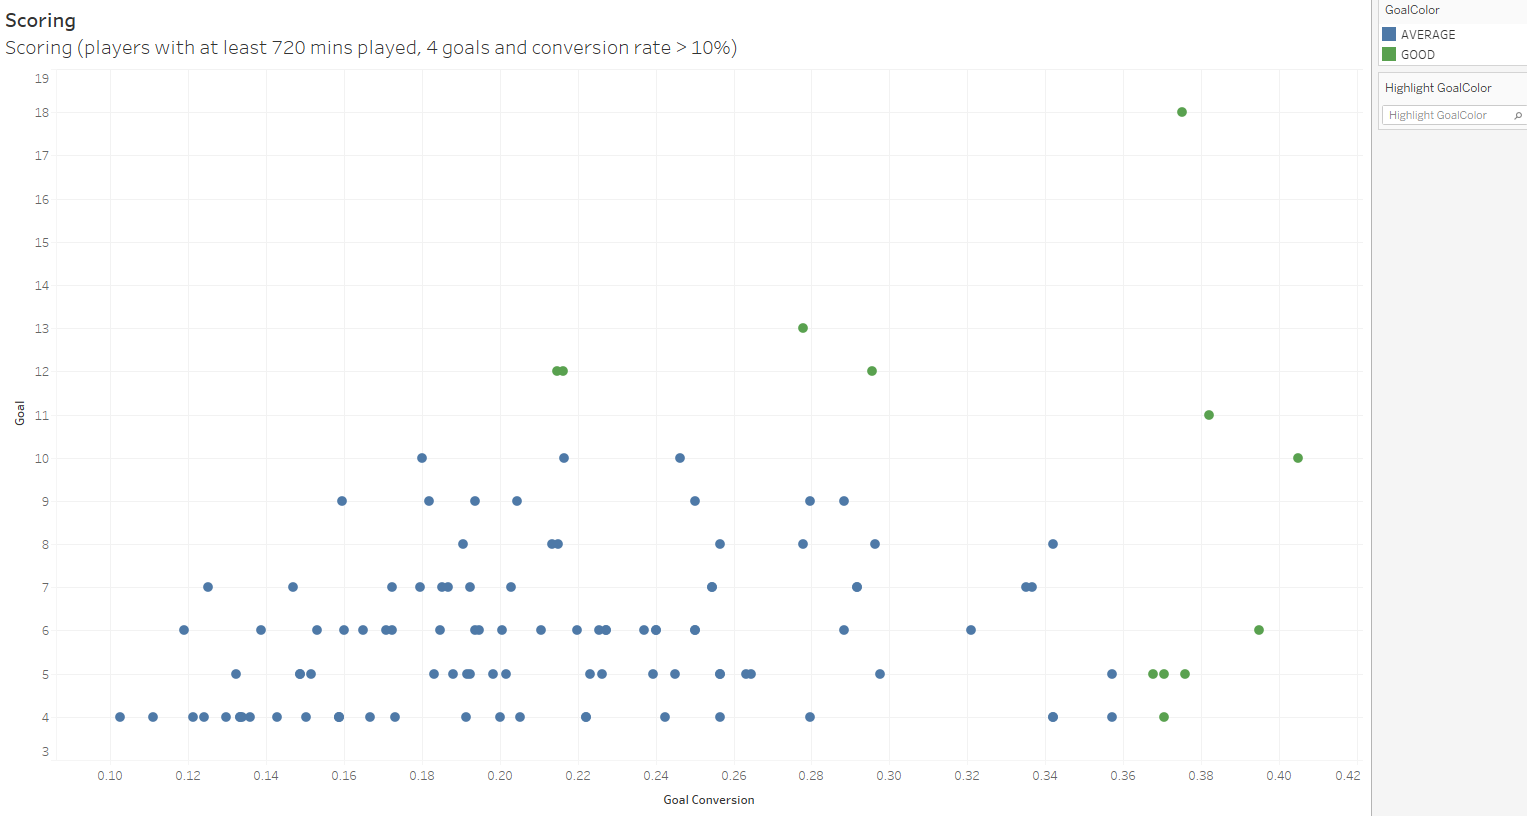 Scoring
Scoring (players with at least 720 mins played, 4 goals and conversion rate > 10%)
19
18
17
16
15
14
13
12
11
10
9
8
7
6
5
4
3
Goal
0.10 0.12 0.14 0.16 0.18 0.20 0.22 0.24 0.26 0.28 0.30 0.32 0.34 0.36 0.38 0.40 0.42
Goal Conversion
GoalColor
AVERAGE
GOOD
Highlight GoalColor
Highlight GoalColor